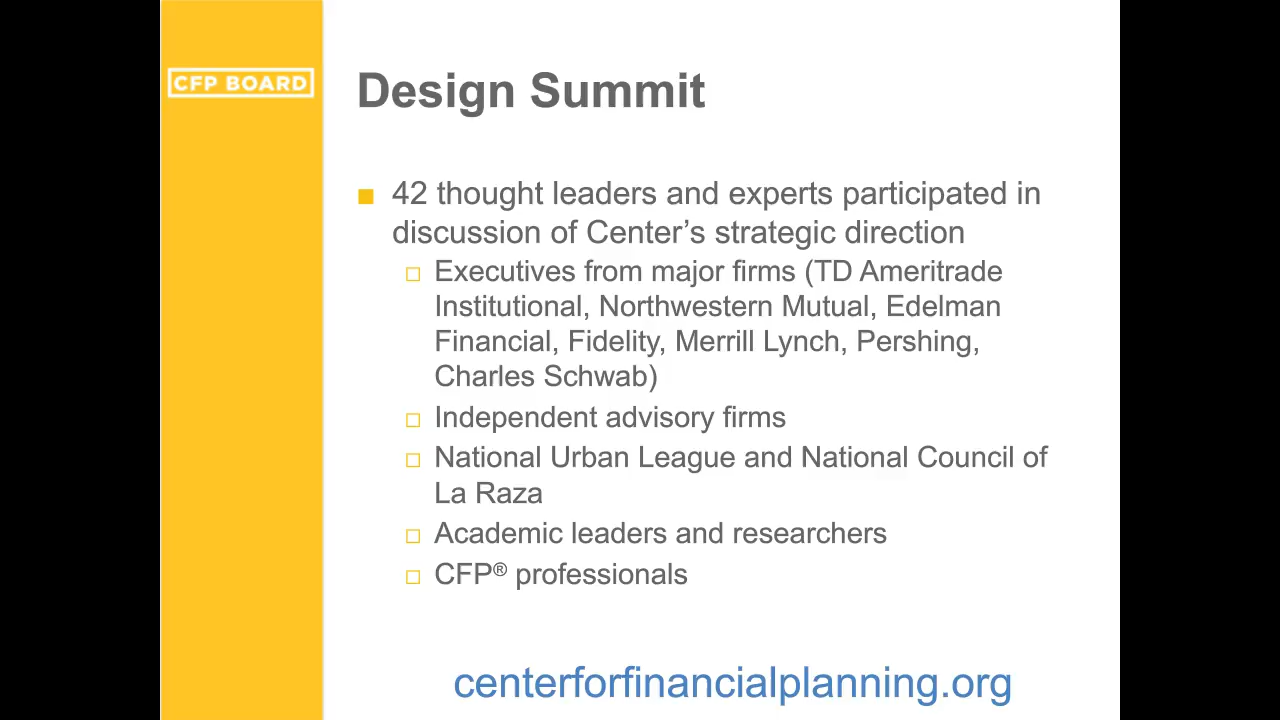 CFP BOARD
Design Summit
42 thought leaders and experts participated in
discussion of Center’s strategic direction
Executives from major firms (TD Ameritrade
Institutional, Northwestern Mutual, Edelman
Financial, Fidelity, Merrill Lynch, Pershing,
Charles Schwab)
Independent advisory firms
National Urban League and National Council of
La Raza
Academic leaders and researchers
CFP® professionals
centerforfinancialplanning.org